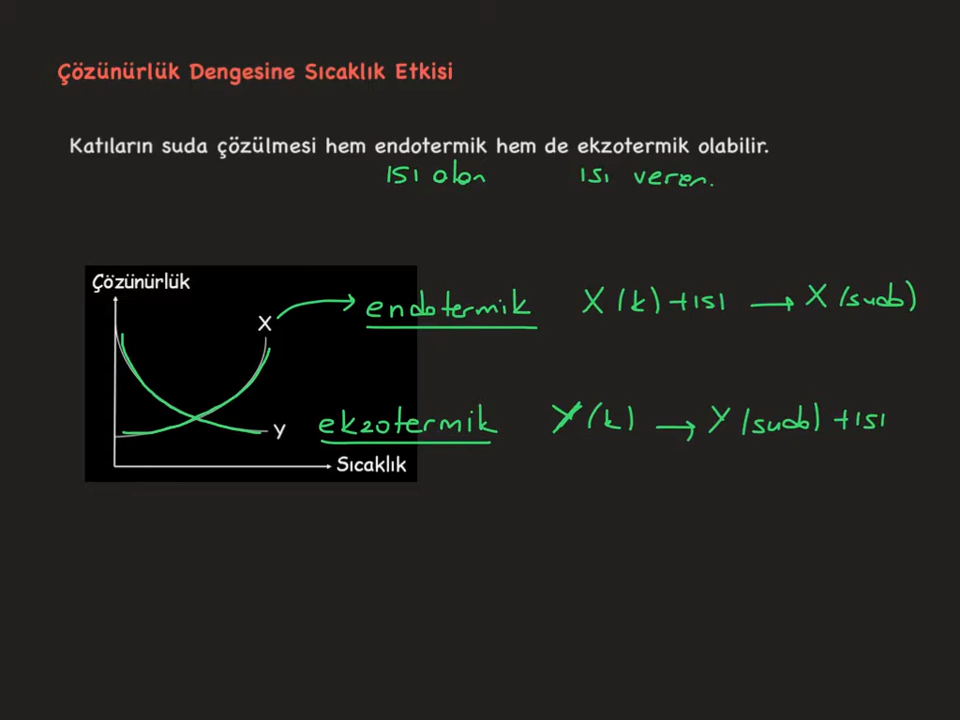 Çözünürlük Dengesine Sıcaklık Etkisi
Katıların suda çözülmesi hem endotermik hem de ekzotermik olabilir.
ısı alan ısı veren.
Çözünürlük
X
endotermik X(k) + ısı → X(suda)
Y
ekzotermik Y(k) → Y(suda) + ısı
Sıcaklık